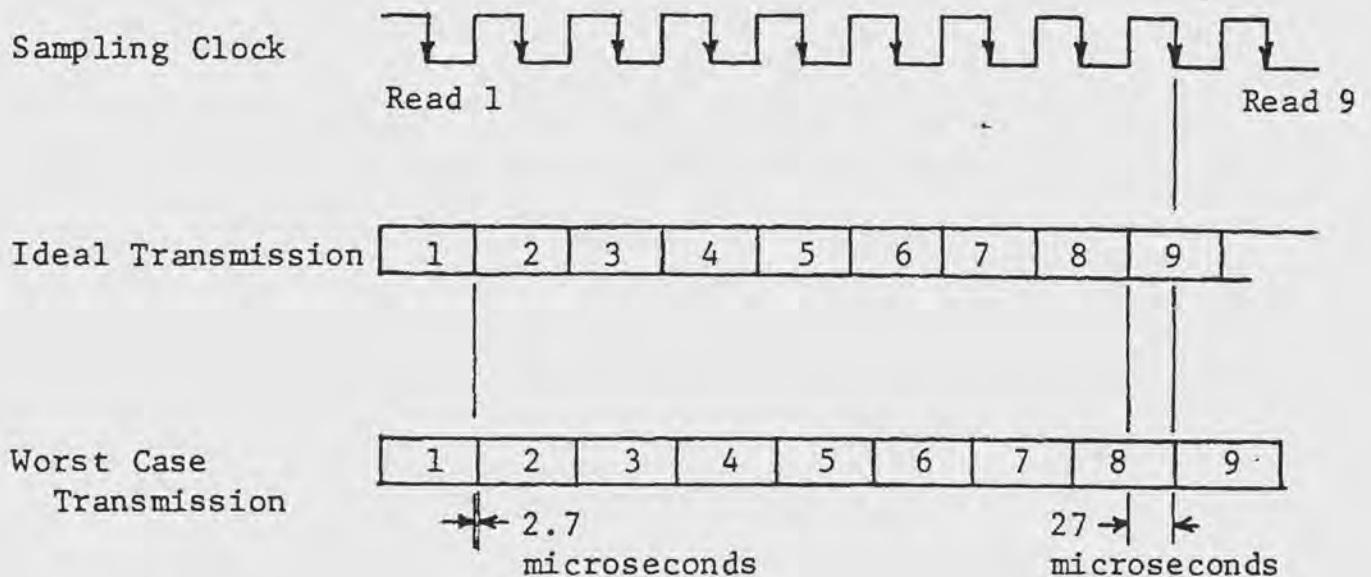 Sampling Clock
Read 1
Read 9
Ideal Transmission
1 2 3 4 5 6 7 8 9
Worst Case
Transmission
1 2 3 4 5 6 7 8 9
2.7
microseconds
27
microseconds